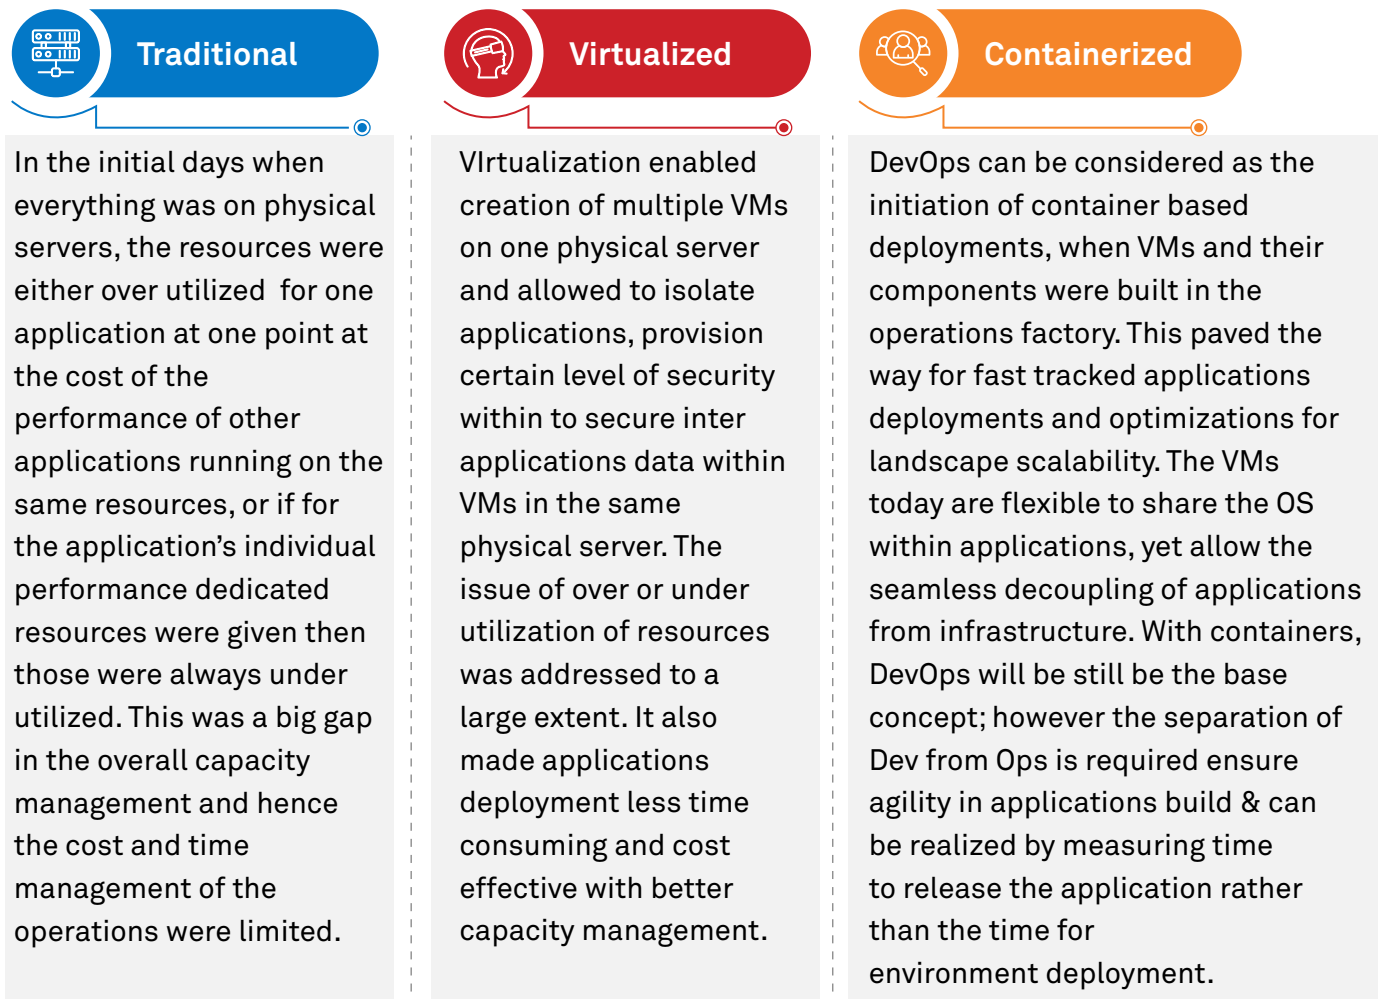 Traditional
In the initial days when
everything was on physical
servers, the resources were
either over utilized  for one
application at one point at
the cost of the
performance of other
applications running on the
same resources, or if for
the application’s individual
performance dedicated
resources were given then
those were always under
utilized. This was a big gap
in the overall capacity
management and hence
the cost and time
management of the
operations were limited.
Virtualized
VIrtualization enabled
creation of multiple VMs
on one physical server
and allowed to isolate
applications, provision
certain level of security
within to secure inter
applications data within
VMs in the same
physical server. The
issue of over or under
utilization of resources
was addressed to a
large extent. It also
made applications
deployment less time
consuming and cost
effective with better
capacity management.
Containerized
DevOps can be considered as the
initiation of container based
deployments, when VMs and their
components were built in the
operations factory. This paved the
way for fast tracked applications
deployments and optimizations for
landscape scalability. The VMs
today are flexible to share the OS
within applications, yet allow the
seamless decoupling of applications
from infrastructure. With containers,
DevOps will be still be the base
concept; however the separation of
Dev from Ops is required ensure
agility in applications build & can
be realized by measuring time
to release the application rather
than the time for
environment deployment.